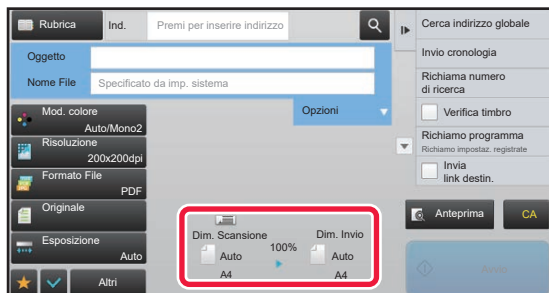 Rubrica
Ind.
Premi per inserire indirizzo
Oggetto
Nome File
Specificato da imp. sistema
Opzioni
Mod. colore
Auto/Mono2
Risoluzione
200x200dpi
Formato File
PDF
Originale
Esposizione
Auto
Altri
Dim. Scansione
Auto
A4
100%
Dim. Invio
Auto
A4
Cerca indirizzo globale
Invio cronologia
Richiama numero
di ricerca
Verifica timbro
Richiamo programma
Richiamo impostaz. registrate
Invia
link destin.
Anteprima
CA
Avvio